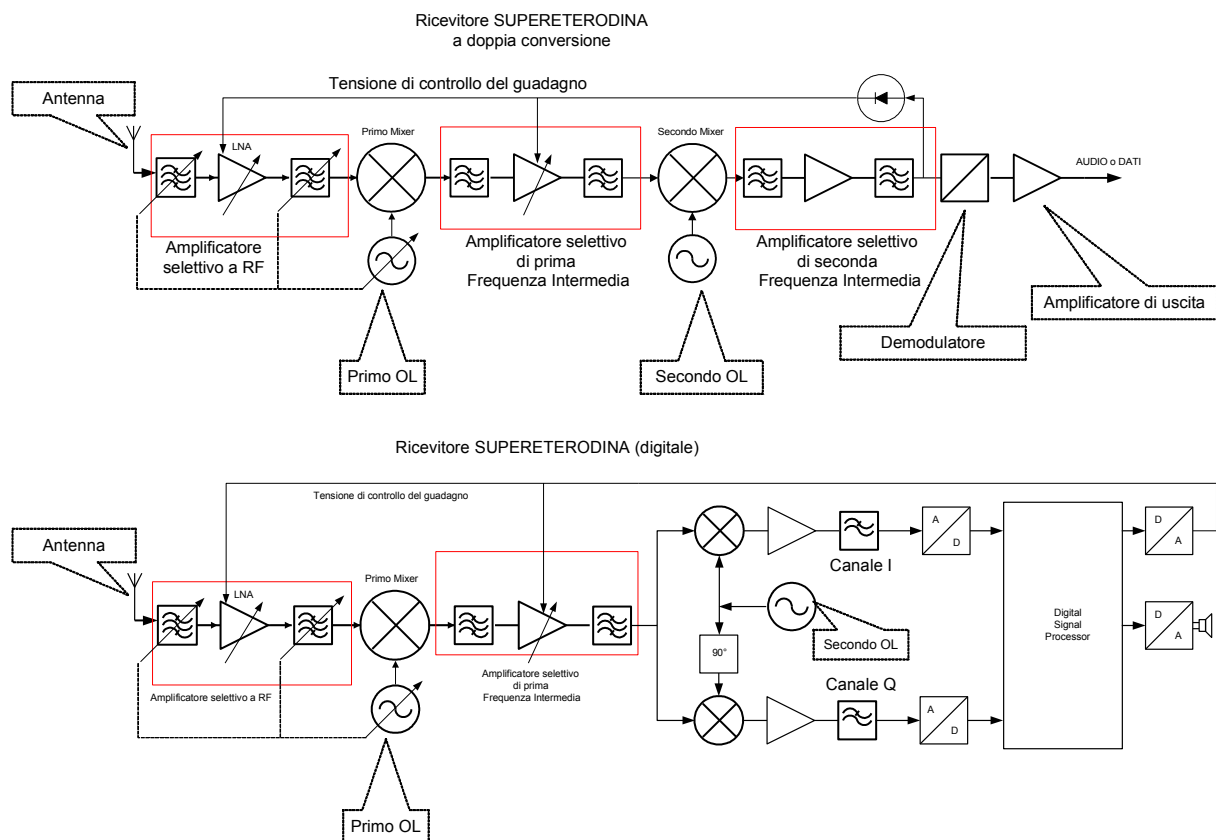 Ricevitore SUPERETERODINA
a doppia conversione
Tensione di controllo del guadagno
Antenna
LNA
Primo Mixer
Secondo Mixer
AUDIO o DATI
Amplificatore
selettivo a RF
Amplificatore selettivo
di prima
Frequenza Intermedia
Amplificatore selettivo
di seconda
Frequenza Intermedia
Amplificatore di uscita
Demodulatore
Primo OL
Secondo OL
Ricevitore SUPERETERODINA (digitale)
Tensione di controllo del guadagno
Antenna
LNA
Primo Mixer
A
D
D
A
Canale I
Digital
Signal
Processor
Secondo OL
90°
D
A
Amplificatore selettivo a RF
Amplificatore selettivo
di prima
Frequenza Intermedia
Canale Q
A
D
Primo OL